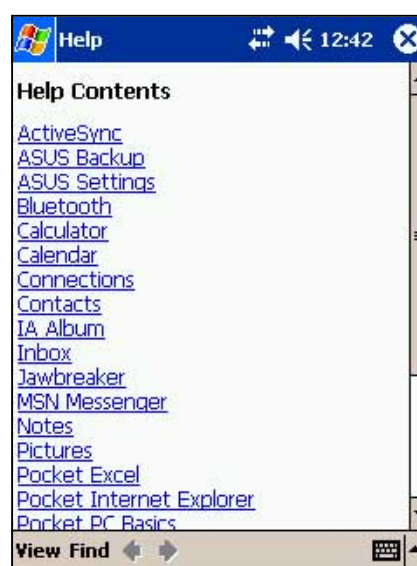 Help 12:42
Help Contents
ActiveSync
ASUS Backup
ASUS Settings
Bluetooth
Calculator
Calendar
Connections
Contacts
IA Album
Inbox
Jawbreaker
MSN Messenger
Notes
Pictures
Pocket Excel
Pocket Internet Explorer
Pocket PC Basics
View Find